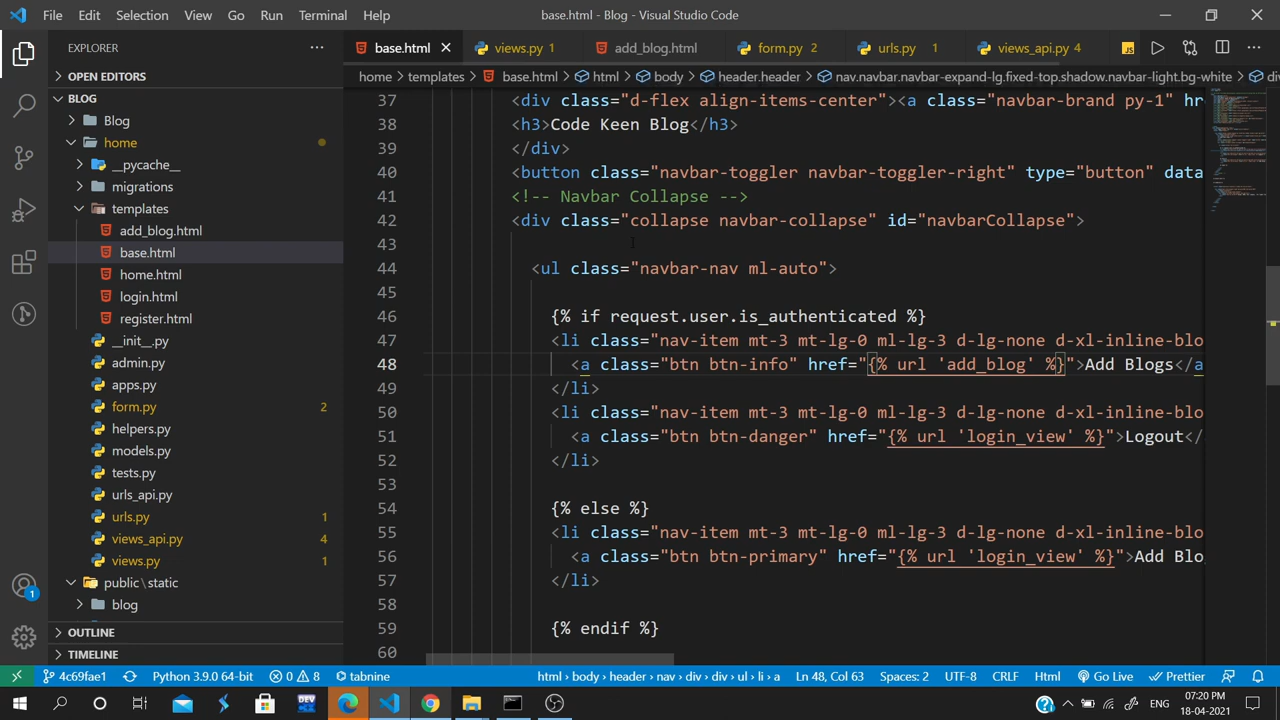 File Edit Selection View Go Run Terminal Help base.html - Blog - Visual Studio Code
EXPLORER
OPEN EDITORS
BLOG
Blog
home
__pycache__
migrations
templates
add_blog.html
base.html
home.html
login.html
register.html
__init__.py
admin.py
apps.py
form.py 2
helpers.py
models.py
tests.py
urls_api.py
urls.py 1
views_api.py 4
views.py 1
public\static
blog
OUTLINE
TIMELINE
base.html views.py 1 add_blog.html form.py 2 urls.py 1 views_api.py 4 JS
home > templates > base.html > html > body > header.header > nav.navbar.navbar-expand-lg.fixed-top.shadow.navbar-light.bg-white > di
37 <div class="d-flex align-items-center"><a class="navbar-brand py-1" hr
38 <h3>Code Keen Blog</h3>
39 </div>
40 <button class="navbar-toggler navbar-toggler-right" type="button" data
41 <!-- Navbar Collapse -->
42 <div class="collapse navbar-collapse" id="navbarCollapse">
43
44 <ul class="navbar-nav ml-auto">
45
46 {% if request.user.is_authenticated %}
47 <li class="nav-item mt-3 mt-lg-0 ml-lg-3 d-lg-none d-xl-inline-blo
48 <a class="btn btn-info" href="{% url 'add_blog' %}">Add Blogs</a
49 </li>
50 <li class="nav-item mt-3 mt-lg-0 ml-lg-3 d-lg-none d-xl-inline-blo
51 <a class="btn btn-danger" href="{% url 'login_view' %}">Logout</
52 </li>
53
54 {% else %}
55 <li class="nav-item mt-3 mt-lg-0 ml-lg-3 d-lg-none d-xl-inline-blo
56 <a class="btn btn-primary" href="{% url 'login_view' %}">Add Blo
57 </li>
58
59 {% endif %}
60
1
4c69fae1 Python 3.9.0 64-bit 0 8 tabnine html > body > header > nav > div > div > ul > li > a Ln 48, Col 63 Spaces: 2 UTF-8 CRLF Html Go Live Prettier
ENG 07:20 PM
18-04-2021